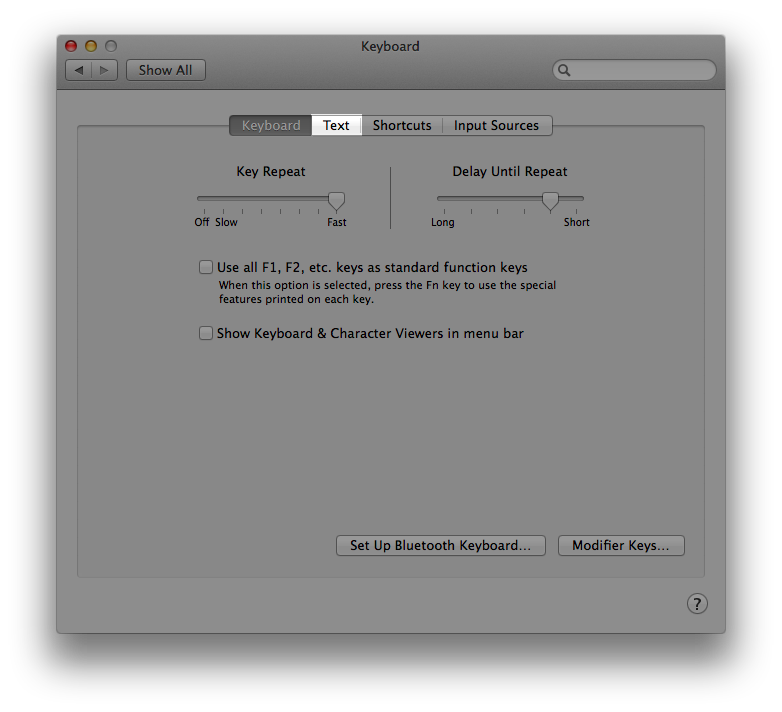 Keyboard
Show All
Keyboard Text Shortcuts Input Sources
Key Repeat Delay Until Repeat
Off Slow Fast Long Short
Use all F1, F2, etc. keys as standard function keys
When this option is selected, press the Fn key to use the special
features printed on each key.
Show Keyboard & Character Viewers in menu bar
Set Up Bluetooth Keyboard... Modifier Keys...
?